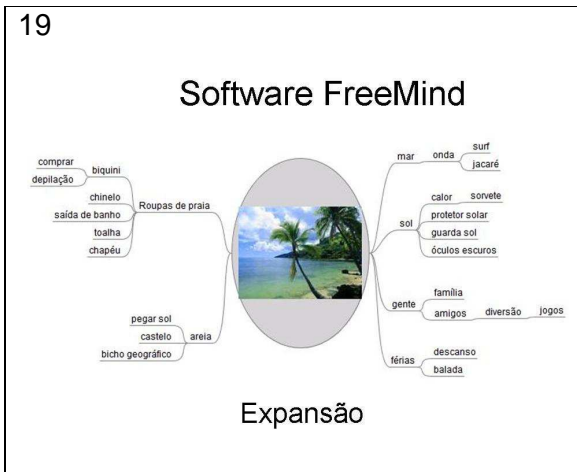 19
Software FreeMind
comprar
depilação
biquini
chinelo
saída de banho
toalha
chapéu
Roupas de praia
pegar sol
castelo
bicho geográfico
areia
mar
onda
surf
jacaré
sol
calor
sorvete
protetor solar
guarda sol
óculos escuros
gente
família
amigos
diversão
jogos
férias
descanso
balada
Expansão